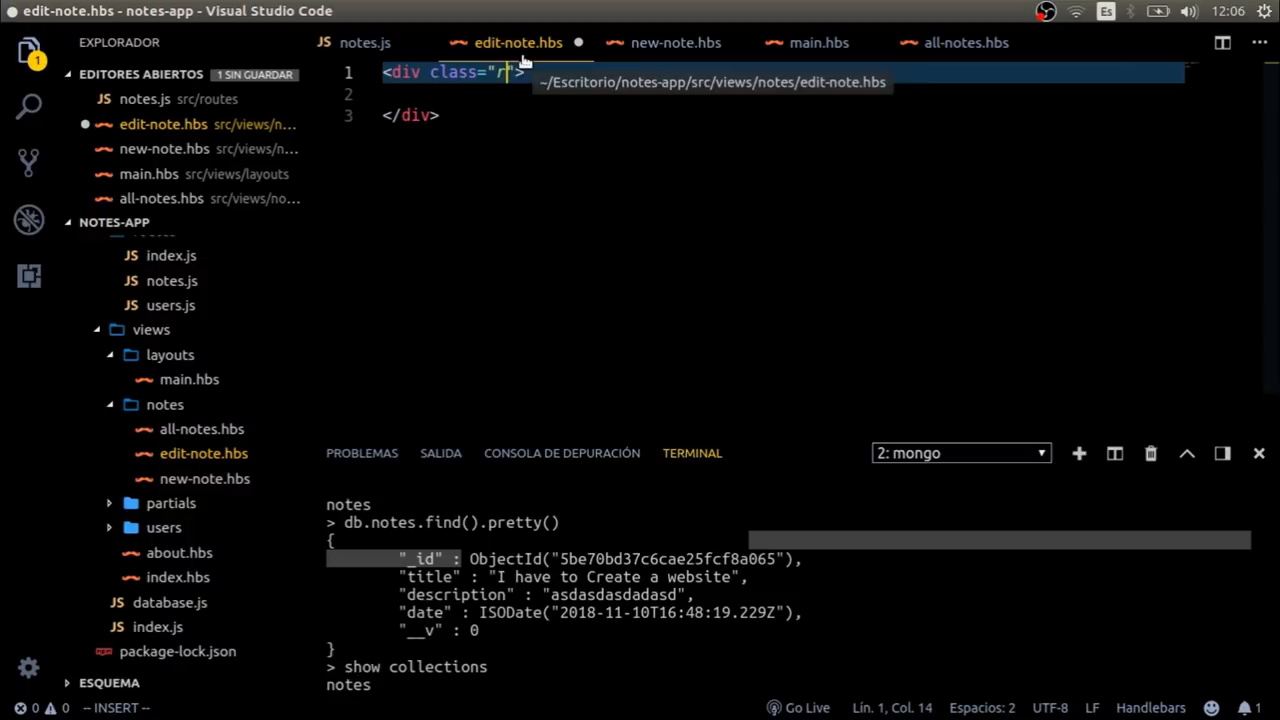 edit-note.hbs - notes-app - Visual Studio Code
Es
12:06
EXPLORADOR
notes.js
edit-note.hbs
new-note.hbs
main.hbs
all-notes.hbs
1
EDITORES ABIERTOS 1 SIN GUARDAR
notes.js src/routes
edit-note.hbs src/views/n...
new-note.hbs src/views/n...
main.hbs src/views/layouts
all-notes.hbs src/views/no...
NOTES-APP
index.js
notes.js
users.js
views
layouts
main.hbs
notes
all-notes.hbs
edit-note.hbs
new-note.hbs
partials
users
about.hbs
index.hbs
database.js
index.js
package-lock.json
ESQUEMA
1 <div class="r">
~/Escritorio/notes-app/src/views/notes/edit-note.hbs
2
3 </div>
PROBLEMAS SALIDA CONSOLA DE DEPURACIÓN TERMINAL
2: mongo
notes
> db.notes.find().pretty()
{
"_id" : ObjectId("5be70bd37c6cae25fcf8a065"),
"title" : "I have to Create a website",
"description" : "asdasdasdadasd",
"date" : ISODate("2018-11-10T16:48:19.229Z"),
"__v" : 0
}
> show collections
notes
0 0 -- INSERT --
Go Live
Lín. 1, Col. 14
Espacios: 2
UTF-8
LF
Handlebars
1